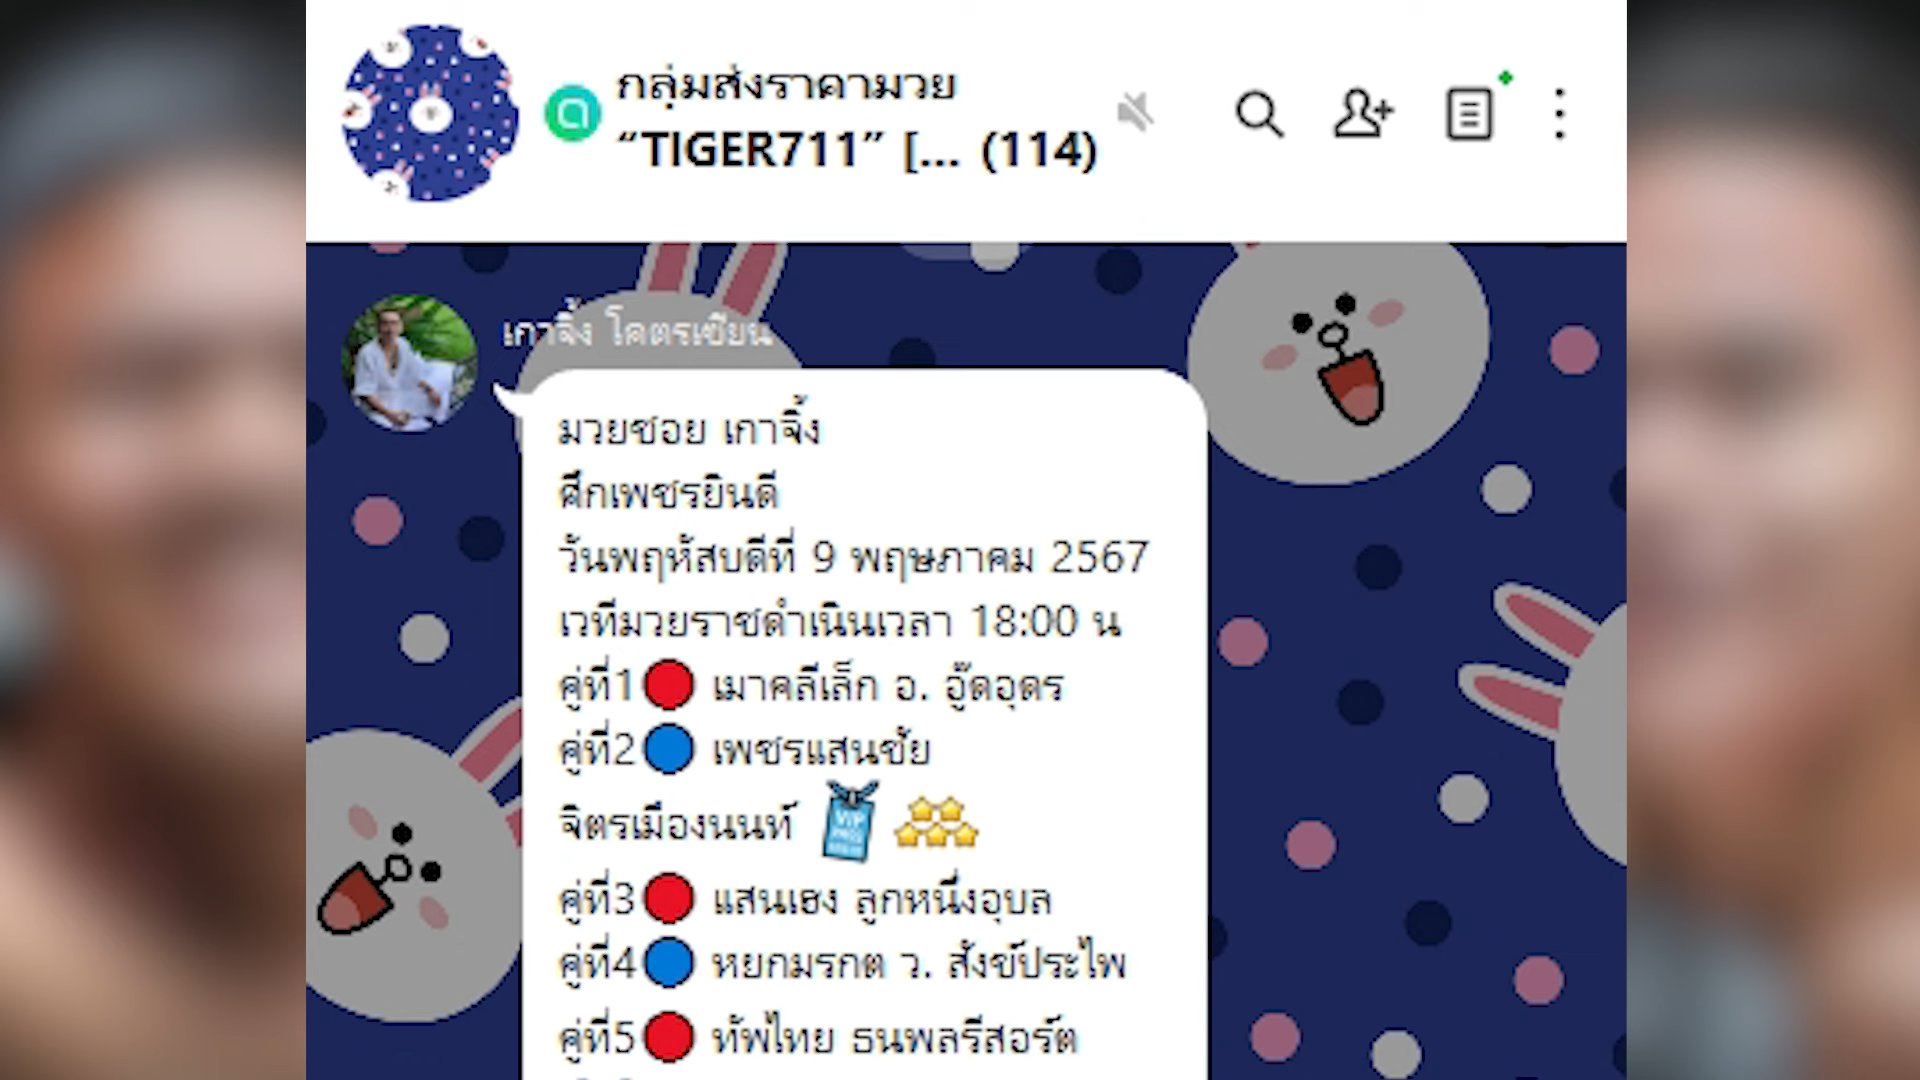 กลุ่มส่งราคามวย
“TIGER711” [... (114)
เกาจิ้ง โคตรเซียน
มวยซอย เกาจิ้ง
ศึกเพชรยินดี
วันพฤหัสบดีที่ 9 พฤษภาคม 2567
เวทีมวยราชดำเนินเวลา 18:00 น
คู่ที่1🔴 เมาคลีเล็ก อ. อู๊ดอุดร
คู่ที่2🔵 เพชรแสนชัย
จิตรเมืองนนท์ VIP
คู่ที่3🔴 แสนเฮง ลูกหนึ่งอุบล
คู่ที่4🔵 หยกมรกต ว. สังข์ประไพ
คู่ที่5🔴 ทัพไทย ธนพลรีสอร์ต